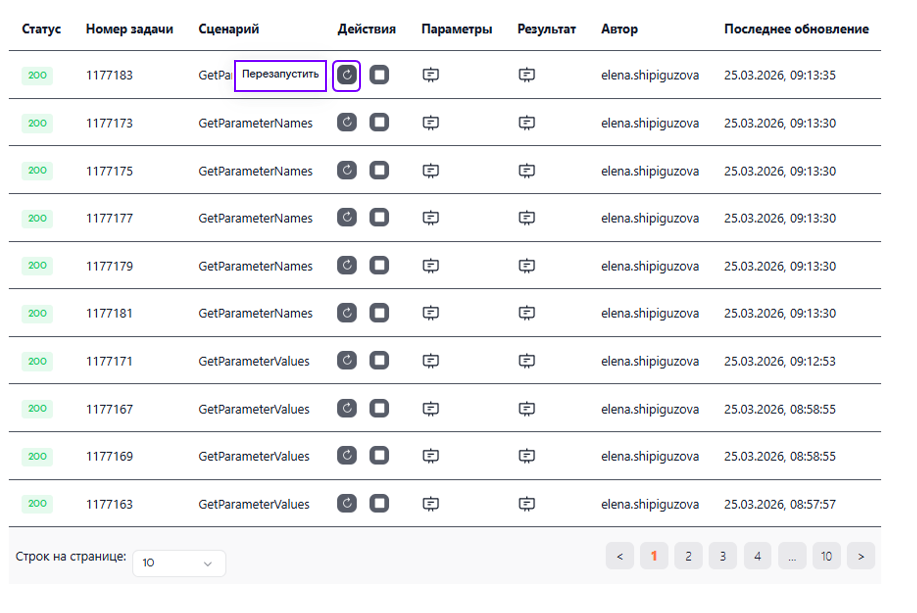 Статус Номер задачи Сценарий Действия Параметры Результат Автор Последнее обновление
200 1177183 GetPa Перезапустить elena.shipiguzova 25.03.2026, 09:13:35
200 1177173 GetParameterNames elena.shipiguzova 25.03.2026, 09:13:30
200 1177175 GetParameterNames elena.shipiguzova 25.03.2026, 09:13:30
200 1177177 GetParameterNames elena.shipiguzova 25.03.2026, 09:13:30
200 1177179 GetParameterNames elena.shipiguzova 25.03.2026, 09:13:30
200 1177181 GetParameterNames elena.shipiguzova 25.03.2026, 09:13:30
200 1177171 GetParameterValues elena.shipiguzova 25.03.2026, 09:12:53
200 1177167 GetParameterValues elena.shipiguzova 25.03.2026, 08:58:55
200 1177169 GetParameterValues elena.shipiguzova 25.03.2026, 08:58:55
200 1177163 GetParameterValues elena.shipiguzova 25.03.2026, 08:57:57
Строк на странице: 10 < 1 2 3 4 ... 10 >